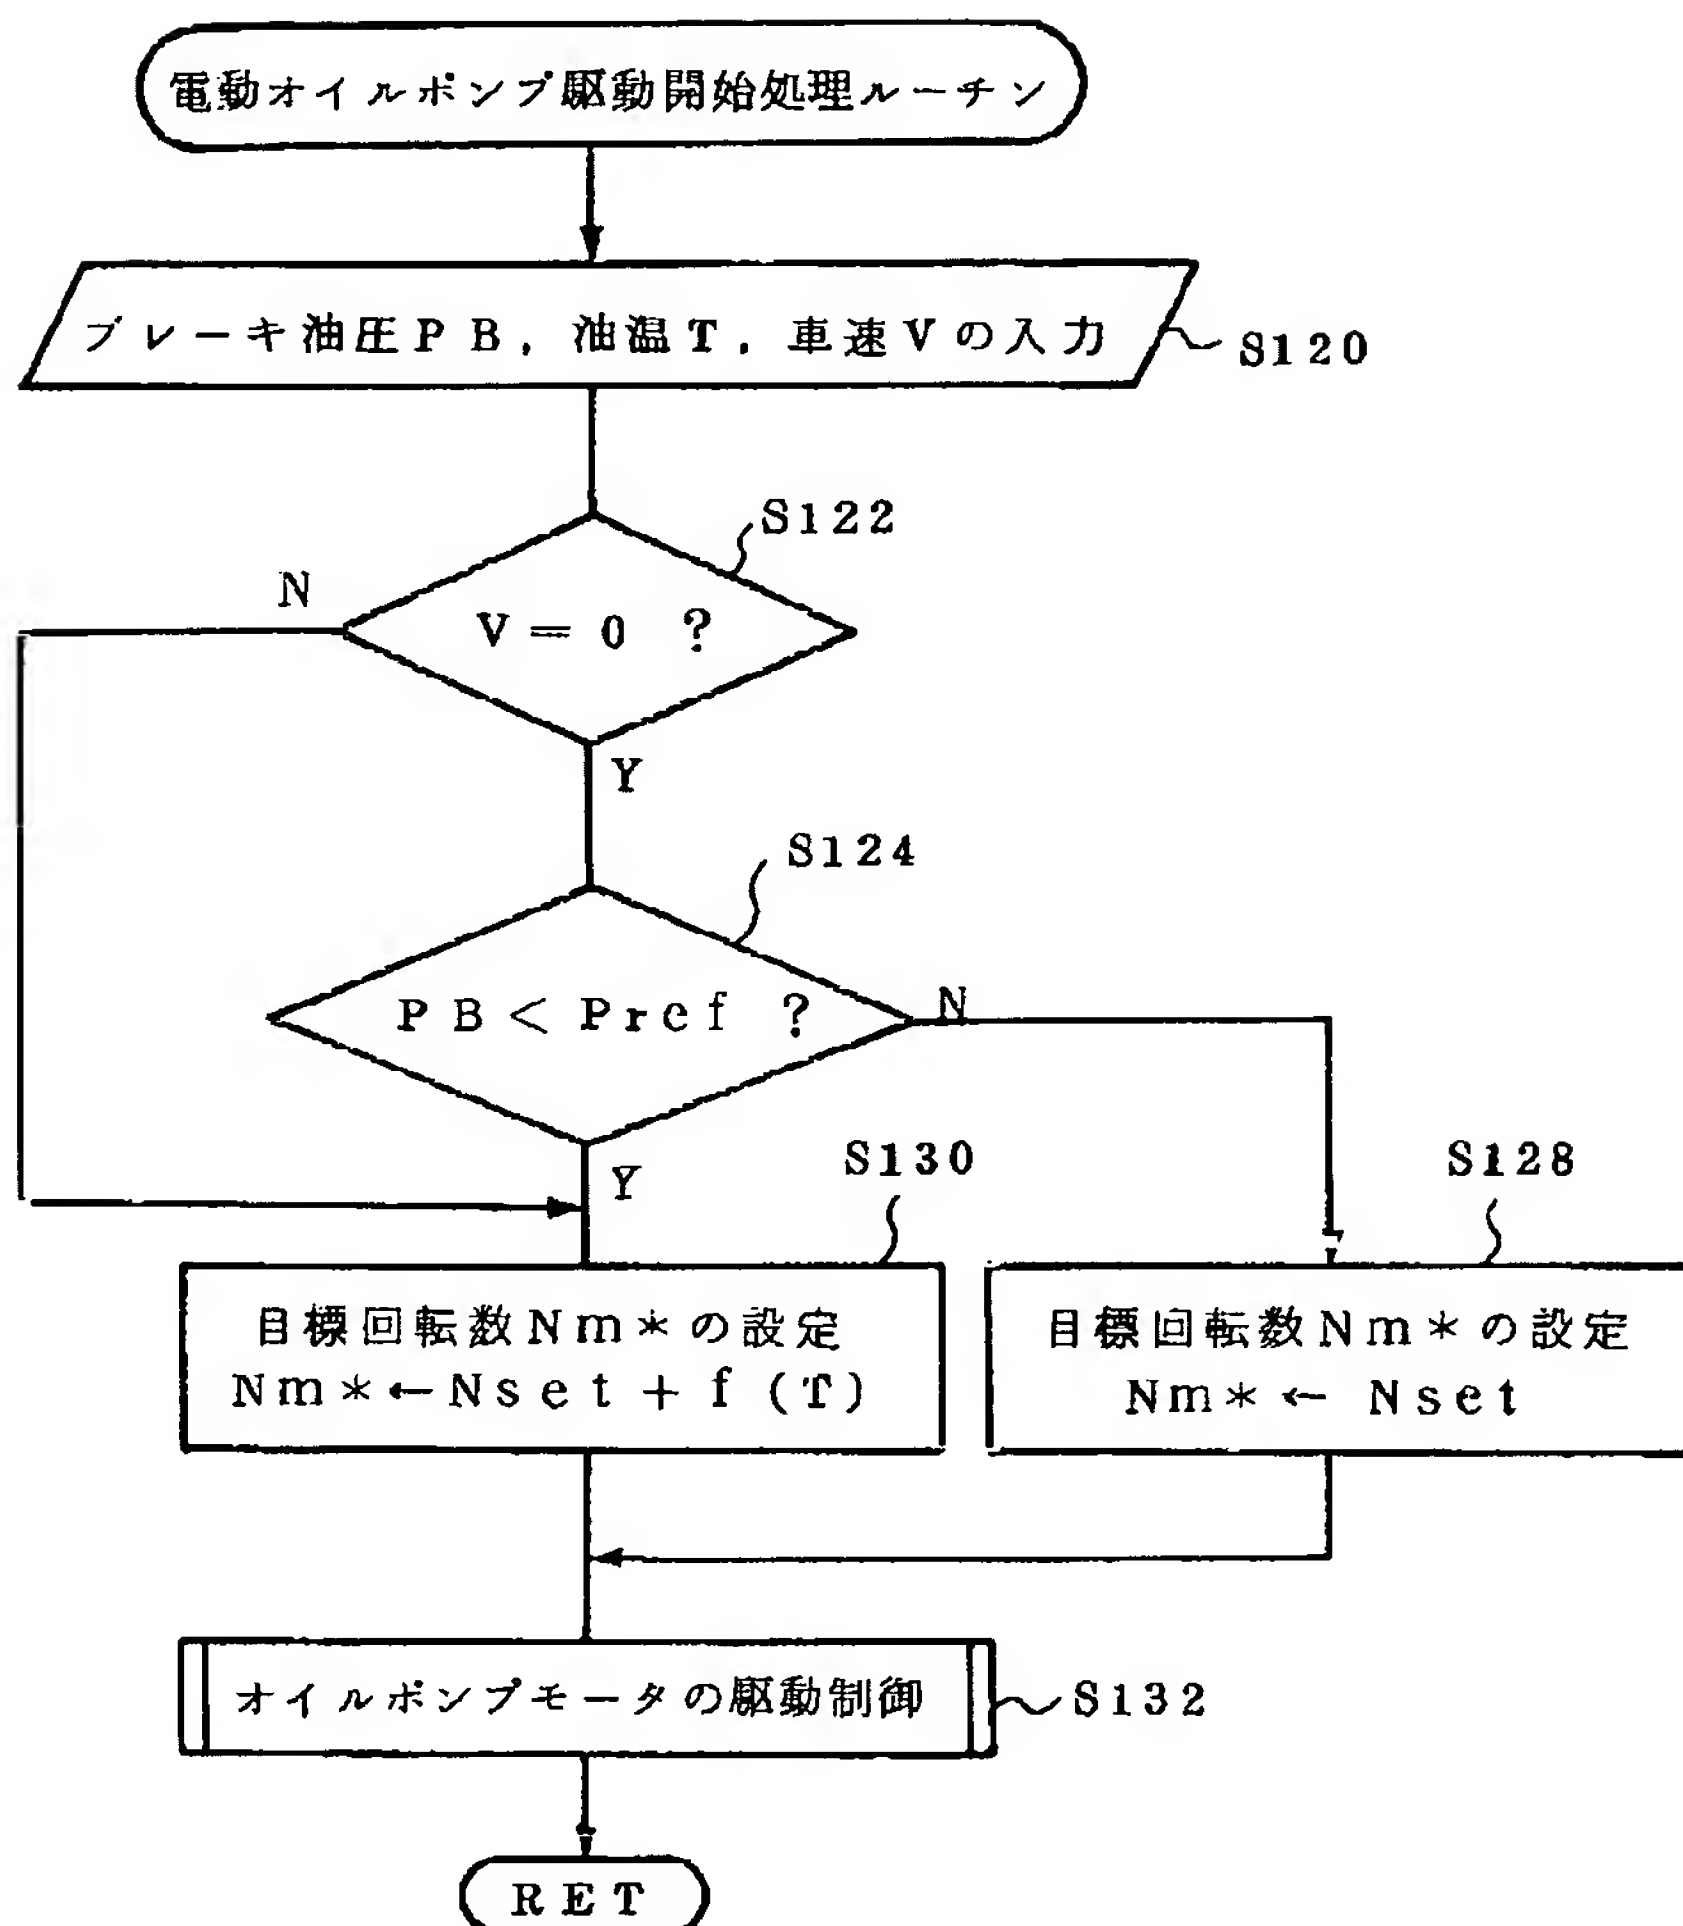 電動オイルポンプ駆動開始処理ルーチン
ブレーキ油圧PB，油温T，車速Vの入力
S120
S122
N
V＝0 ？
Y
S124
PB＜Pref ？
N
Y
S130
S128
目標回転数Nm＊の設定
Nm＊←Nset＋f（T）
目標回転数Nm＊の設定
Nm＊← Nset
オイルポンプモータの駆動制御
S132
RET